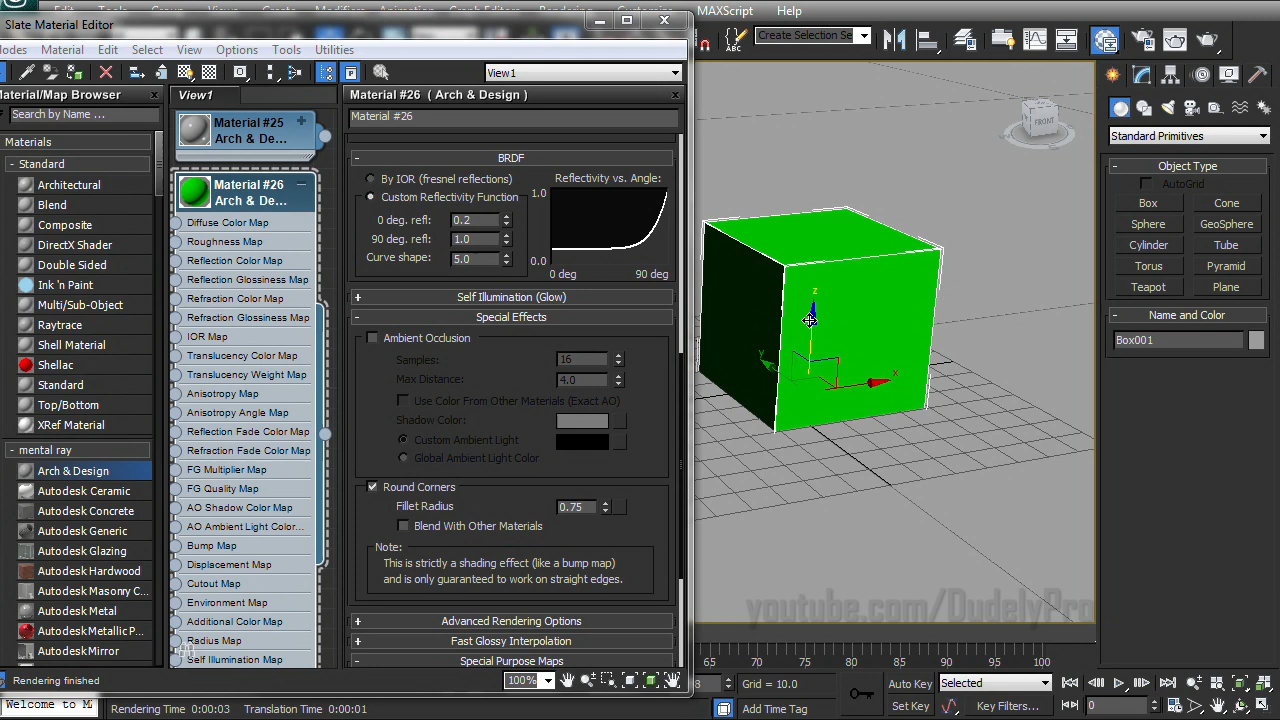 Slate Material Editor
MAXScript
Help
Modes
Material
Edit
Select
View
Options
Tools
Utilities
View1
Create Selection Se
ABC
Material/Map Browser
Search by Name ...
Materials
- Standard
Architectural
Blend
Composite
DirectX Shader
Double Sided
Ink 'n Paint
Multi/Sub-Object
Raytrace
Shell Material
Shellac
Standard
Top/Bottom
XRef Material
- mental ray
Arch & Design
Autodesk Ceramic
Autodesk Concrete
Autodesk Generic
Autodesk Glazing
Autodesk Hardwood
Autodesk Masonry C...
Autodesk Metal
Autodesk Metallic P...
Autodesk Mirror
View1
Material #25
Arch & De...
Material #26
Arch & De...
Diffuse Color Map
Roughness Map
Reflection Color Map
Reflection Glossiness Map
Refraction Color Map
Refraction Glossiness Map
IOR Map
Translucency Color Map
Translucency Weight Map
Anisotropy Map
Anisotropy Angle Map
Reflection Fade Color Map
Refraction Fade Color Map
FG Multiplier Map
FG Quality Map
AO Shadow Color Map
AO Ambient Light Color...
Bump Map
Displacement Map
Cutout Map
Environment Map
Additional Color Map
Radius Map
Self Illumination Map
Material #26 ( Arch & Design )
Material #26
- BRDF
By IOR (fresnel reflections)
Custom Reflectivity Function
0 deg. refl: 0.2
90 deg. refl: 1.0
Curve shape: 5.0
Reflectivity vs. Angle:
1.0
0.0
0 deg
90 deg
+ Self Illumination (Glow)
- Special Effects
Ambient Occlusion
Samples: 16
Max Distance: 4.0
Use Color From Other Materials (Exact AO)
Shadow Color:
Custom Ambient Light
Global Ambient Light Color
Round Corners
Fillet Radius 0.75
Blend With Other Materials
Note:
This is strictly a shading effect (like a bump map)
and is only guaranteed to work on straight edges.
+ Advanced Rendering Options
+ Fast Glossy Interpolation
Special Purpose Maps
Rendering finished
100%
FRONT
z
y
x
youtube.com/DudelyPro
Standard Primitives
- Object Type
AutoGrid
Box
Cone
Sphere
GeoSphere
Cylinder
Tube
Torus
Pyramid
Teapot
Plane
- Name and Color
Box001
65 70 75 80 85 90 95 100
Grid = 10.0
Auto Key
Selected
Set Key
Key Filters...
0
Welcome to M
Rendering Time 0:00:03
Translation Time 0:00:01
Add Time Tag